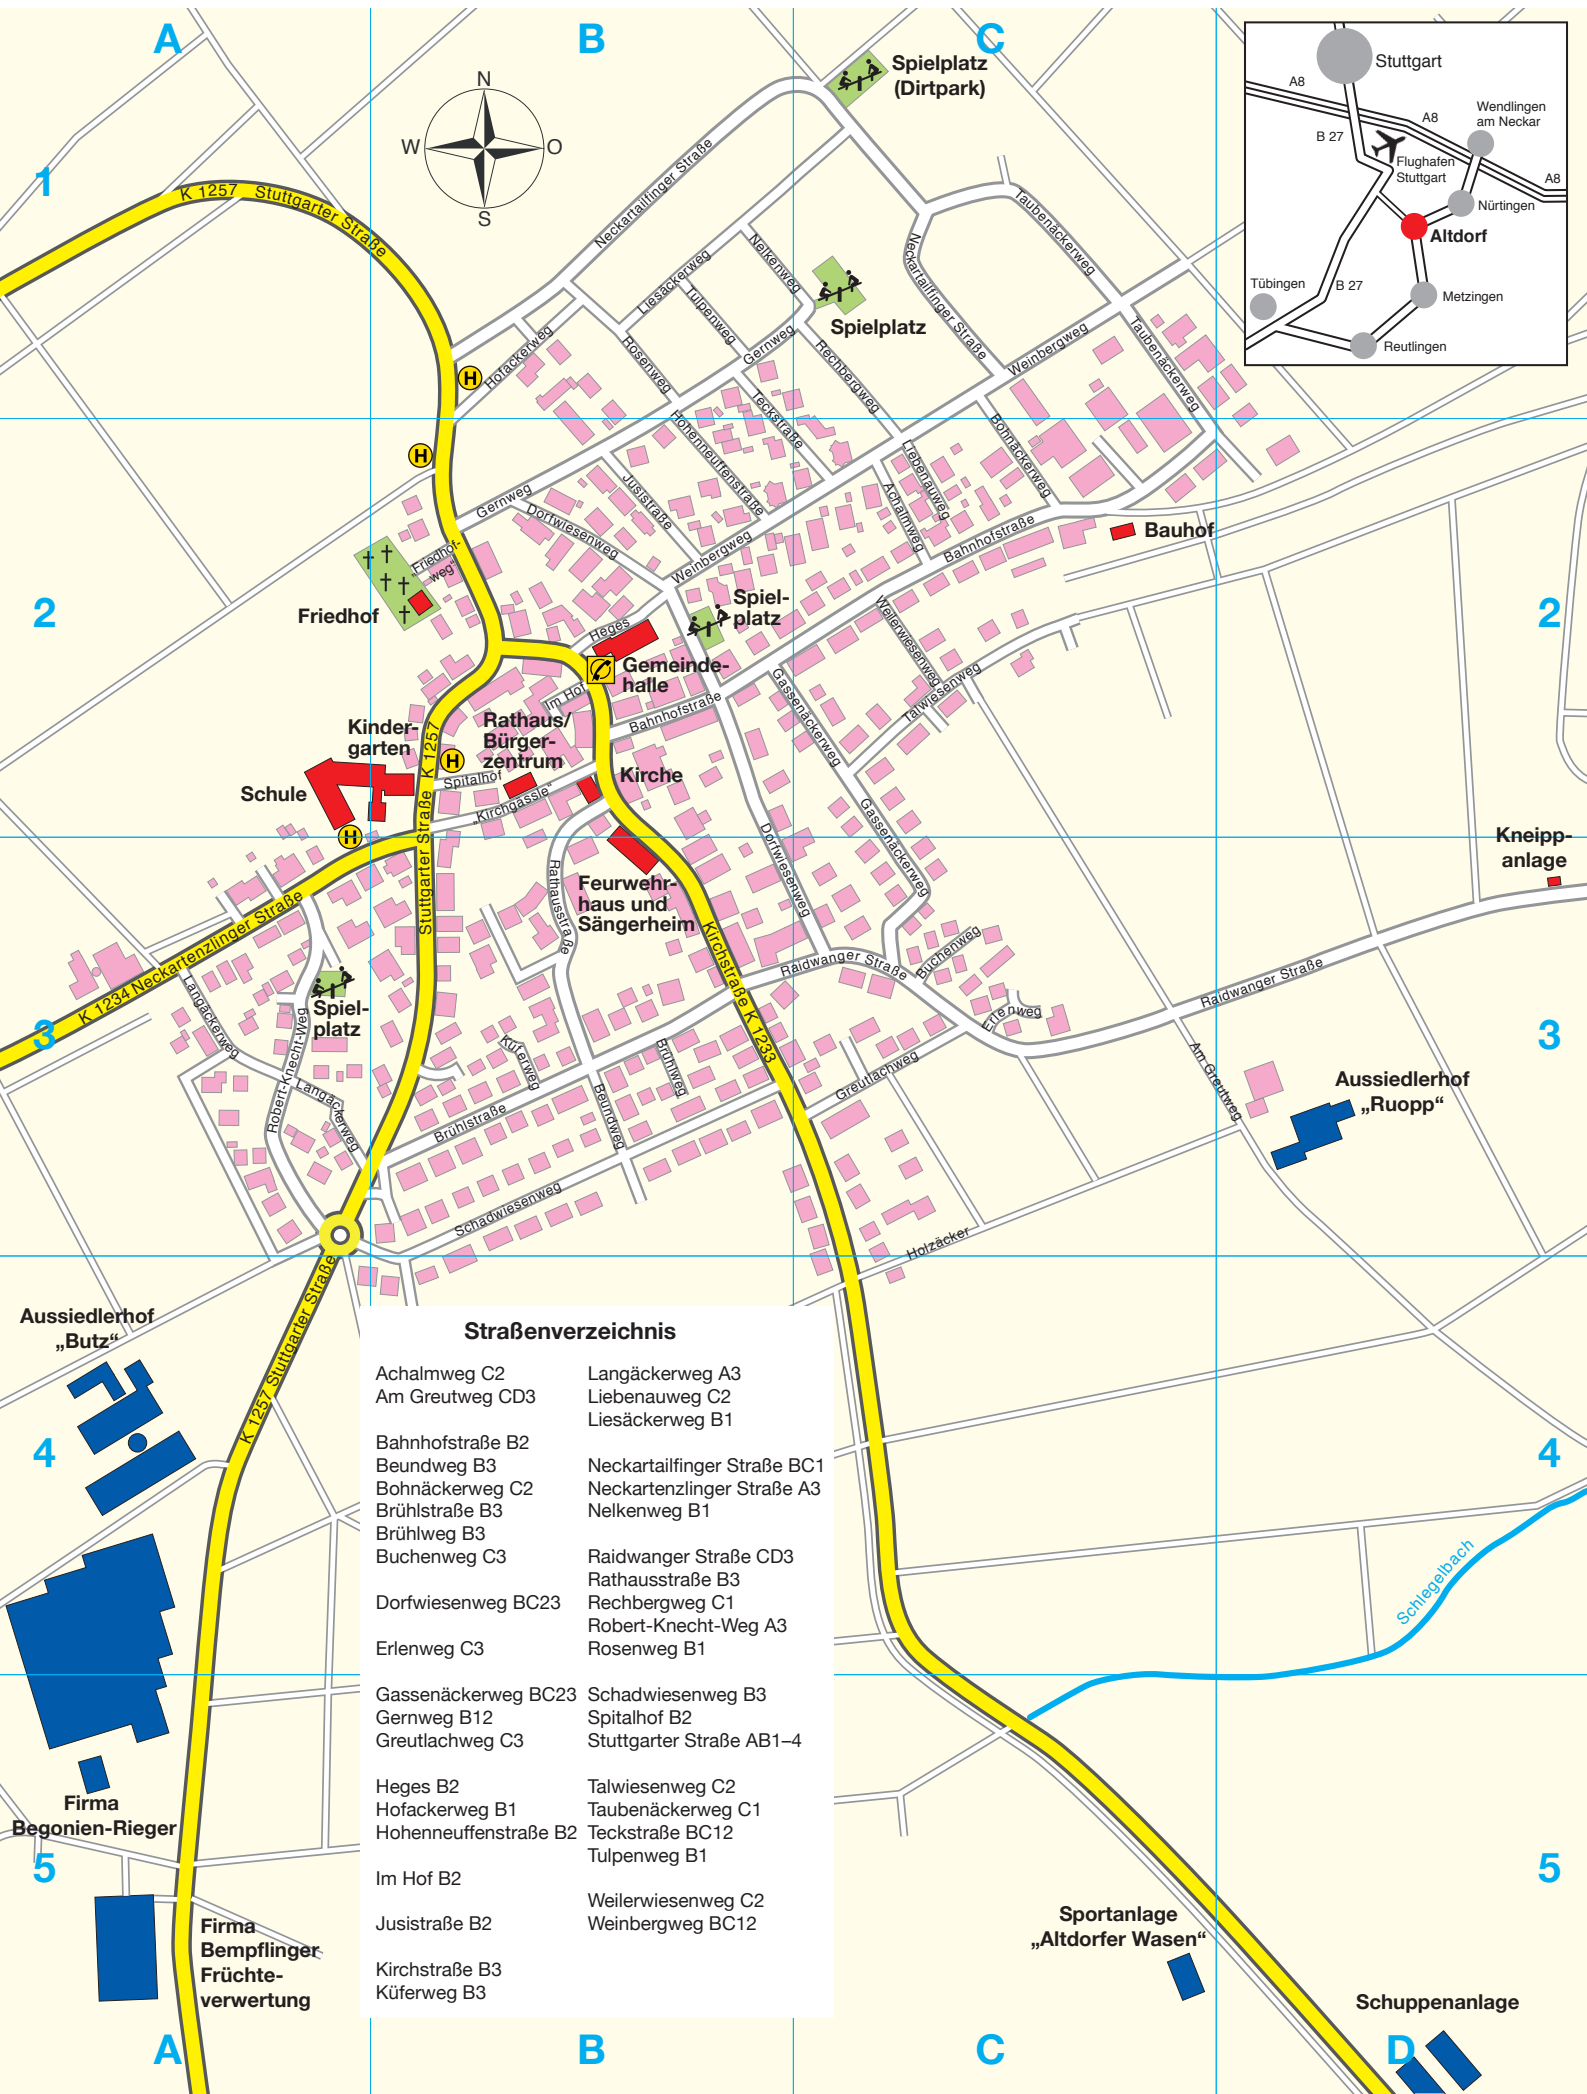 A
B
C
Spielplatz
(Dirtpark)
N
W
O
S
1
K 1257 Stuttgarter Straße
Neckartailfinger Straße
Liesäckerweg
Nelkenweg
Tulpenweg
Rosenweg
Gernweg
Rechbergweg
Spielplatz
Neckartailfinger Straße
Taubenäckerweg
Weinbergweg
Taubenäckerweg
H
Hofackerweg
Stuttgart
A8
A8
A8
B 27
Flughafen
Stuttgart
Wendlingen
am Neckar
Nürtingen
Altdorf
Tübingen
B 27
Metzingen
Reutlingen
H
Gernweg
Dorfwiesenweg
Jusistraße
Hohenneuffenstraße
Teckstraße
Weinbergweg
Liebenauweg
Achalmweg
Bohnäckerweg
Bahnhofstraße
Bauhof
„Friedhof-
weg“
Friedhof
2
2
Heges
Spiel-
platz
Gemeinde-
halle
Im Hof
Bahnhofstraße
Weilerwiesenweg
Talwiesenweg
Gassenäckerweg
Kinder-
garten
Rathaus/
Bürger-
zentrum
Schule
H
Spitalhof
„Kirchgässle“
Kirche
H
Stuttgarter Straße K 1257
Gassenäckerweg
Dorfwiesenweg
Kneipp-
anlage
Stuttgarter Straße
Rathausstraße
Feurwehr-
haus und
Sängerheim
Kirchstraße K 1233
K 1234 Neckartenzlinger Straße
Langäckerweg
Spiel-
platz
Robert-Knecht-Weg
Langäckerweg
3
3
Raidwanger Straße
Buchenweg
Erlenweg
Raidwanger Straße
Küferweg
Brühlweg
Beundweg
Brühlstraße
Greutlachweg
Am Greutweg
Aussiedlerhof
„Ruopp“
Schadwiesenweg
Holzäcker
Aussiedlerhof
„Butz“
K 1257 Stuttgarter Straße
4
4
Schlegelbach
Straßenverzeichnis
Achalmweg C2
Am Greutweg CD3
Bahnhofstraße B2
Beundweg B3
Bohnäckerweg C2
Brühlstraße B3
Brühlweg B3
Buchenweg C3
Dorfwiesenweg BC23
Erlenweg C3
Gassenäckerweg BC23
Gernweg B12
Greutlachweg C3
Heges B2
Hofackerweg B1
Hohenneuffenstraße B2
Im Hof B2
Jusistraße B2
Kirchstraße B3
Küferweg B3
Langäckerweg A3
Liebenauweg C2
Liesäckerweg B1
Neckartailfinger Straße BC1
Neckartenzlinger Straße A3
Nelkenweg B1
Raidwanger Straße CD3
Rathausstraße B3
Rechbergweg C1
Robert-Knecht-Weg A3
Rosenweg B1
Schadwiesenweg B3
Spitalhof B2
Stuttgarter Straße AB1–4
Talwiesenweg C2
Taubenäckerweg C1
Teckstraße BC12
Tulpenweg B1
Weilerwiesenweg C2
Weinbergweg BC12
Firma
Begonien-Rieger
5
5
Firma
Bempflinger
Früchte-
verwertung
Sportanlage
„Altdorfer Wasen“
Schuppenanlage
A
B
C
D